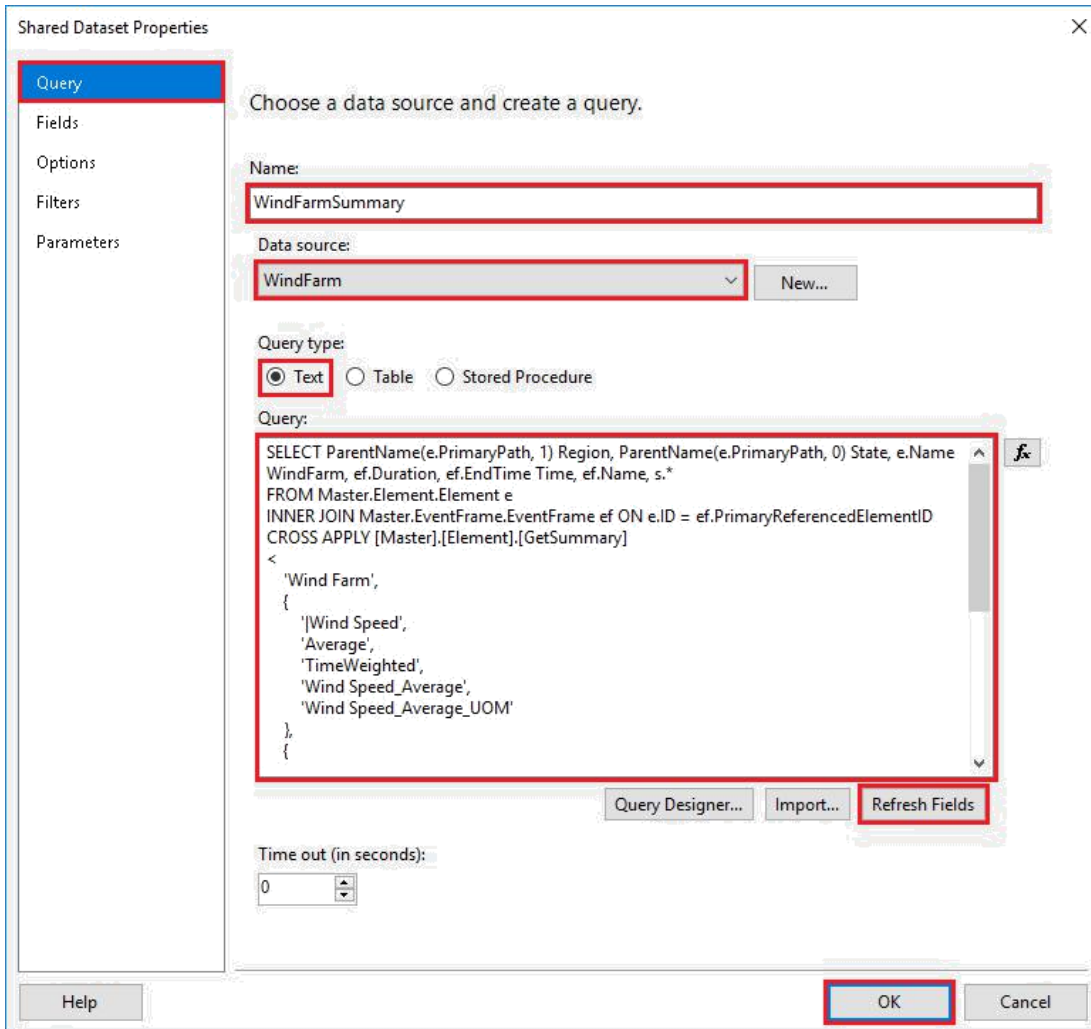 Shared Dataset Properties
Query
Fields
Options
Filters
Parameters
Choose a data source and create a query.
Name:
WindFarmSummary
Data source:
WindFarm
New...
Query type:
Text
Table
Stored Procedure
Query:
SELECT ParentName(e.PrimaryPath, 1) Region, ParentName(e.PrimaryPath, 0) State, e.Name
WindFarm, ef.Duration, ef.EndTime Time, ef.Name, s.*
FROM Master.Element.Element e
INNER JOIN Master.EventFrame.EventFrame ef ON e.ID = ef.PrimaryReferencedElementID
CROSS APPLY [Master].[Element].[GetSummary]
<
'Wind Farm',
{
'|Wind Speed',
'Average',
'TimeWeighted',
'Wind Speed_Average',
'Wind Speed_Average_UOM'
},
{
fx
Query Designer...
Import...
Refresh Fields
Time out (in seconds):
0
Help
OK
Cancel